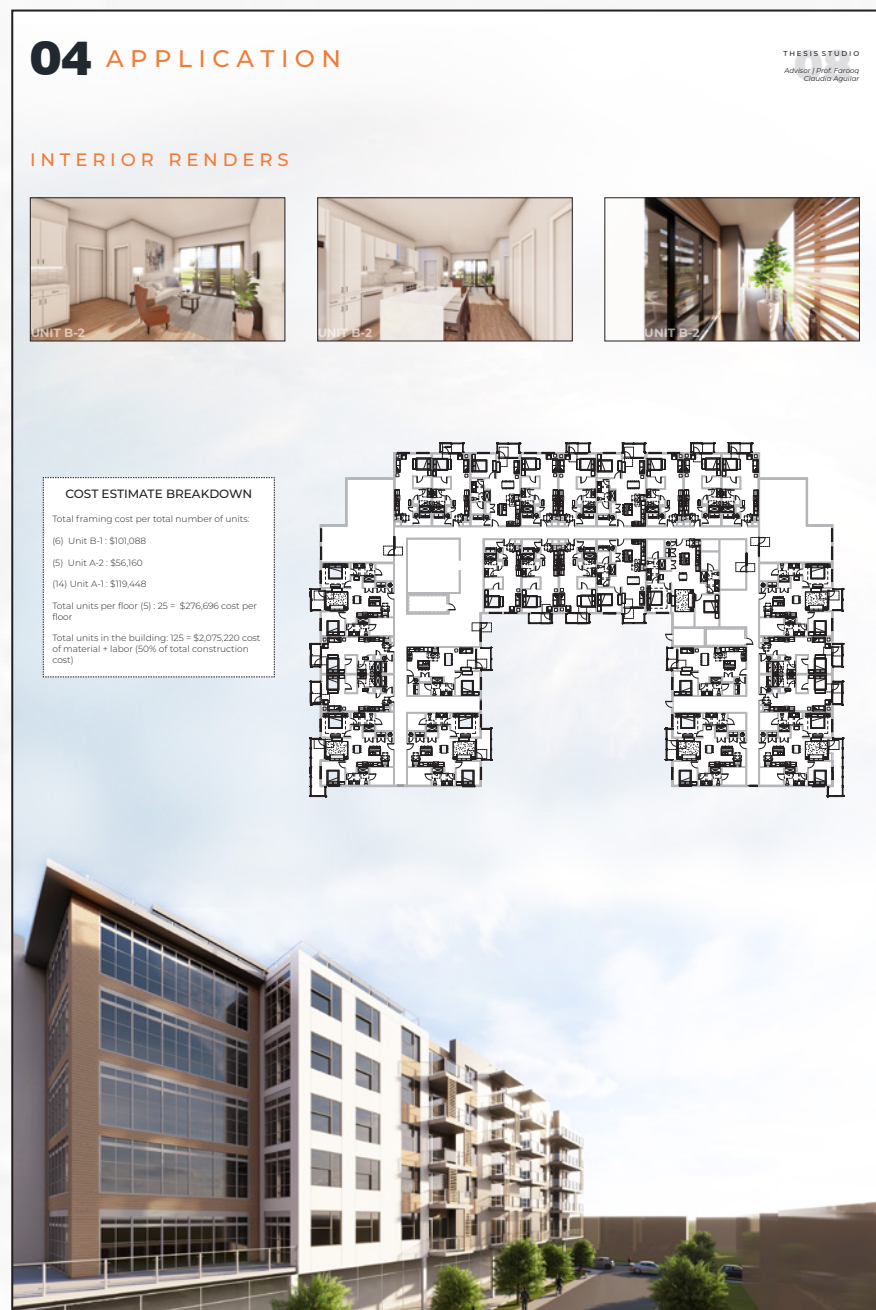 04 APPLICATION
THESIS STUDIO
08
Advisor | Prof. Farooq
Claudia Aguilar
INTERIOR RENDERS
UNIT B-2
UNIT B-2
UNIT B-2
COST ESTIMATE BREAKDOWN
Total framing cost per total number of units:
(6) Unit B-1 : $101,088
(5) Unit A-2 : $56,160
(14) Unit A-1 : $119,448
Total units per floor (5) : 25 = $276,696 cost per
floor
Total units in the building: 125 = $2,075,220 cost
of material + labor (50% of total construction
cost)